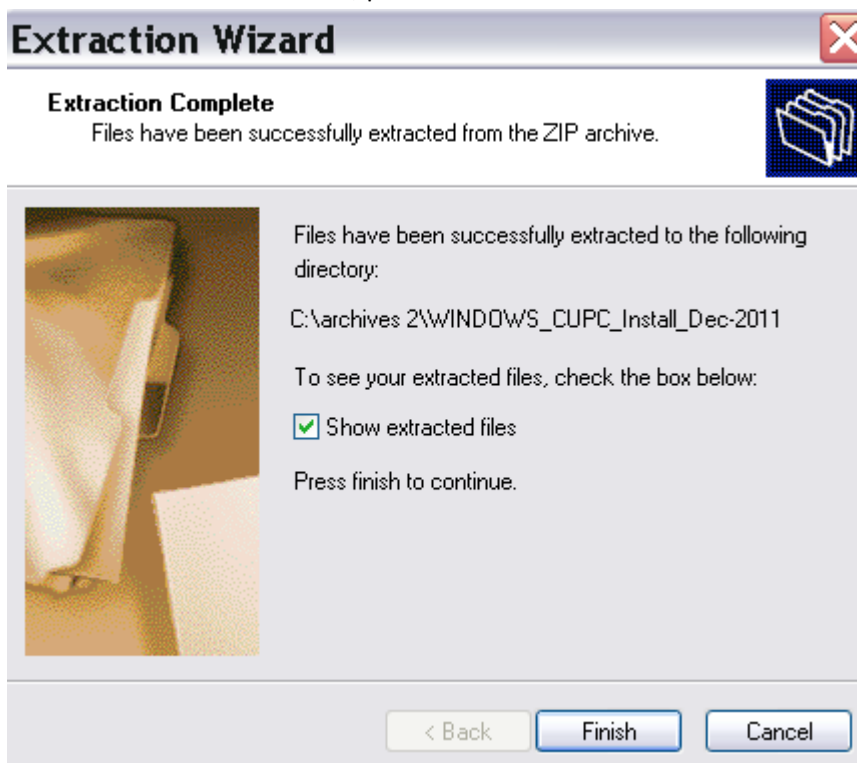 Extraction Wizard
Extraction Complete
Files have been successfully extracted from the ZIP archive.
Files have been successfully extracted to the following
directory:
C:\archives 2\WINDOWS_CUPC_Install_Dec-2011
To see your extracted files, check the box below:
Show extracted files
Press finish to continue.
< Back Finish Cancel